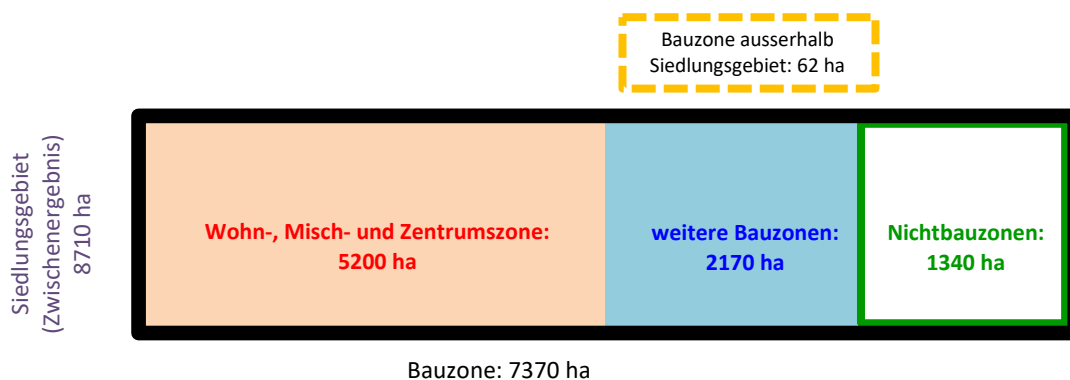 Bauzone ausserhalb
Siedlungsgebiet: 62 ha
Siedlungsgebiet
(Zwischenergebnis)
8710 ha
Wohn-, Misch- und Zentrumszone:
5200 ha
weitere Bauzonen:
2170 ha
Nichtbauzonen:
1340 ha
Bauzone: 7370 ha